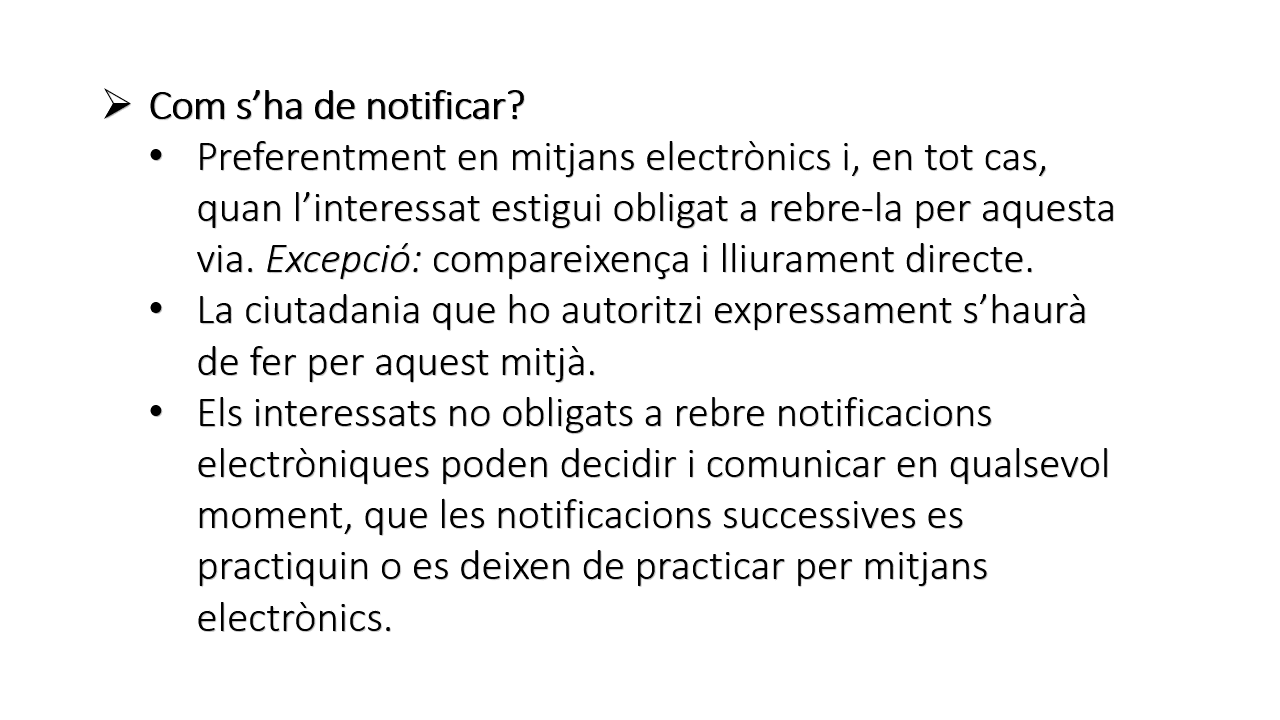 ➢ Com s’ha de notificar?
• Preferentment en mitjans electrònics i, en tot cas,
quan l’interessat estigui obligat a rebre-la per aquesta
via. Excepció: compareixença i lliurament directe.
• La ciutadania que ho autoritzi expressament s’haurà
de fer per aquest mitjà.
• Els interessats no obligats a rebre notificacions
electròniques poden decidir i comunicar en qualsevol
moment, que les notificacions successives es
practiquin o es deixen de practicar per mitjans
electrònics.